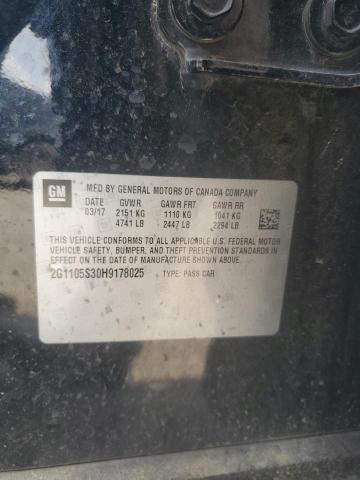 GM
MFD BY GENERAL MOTORS OF CANADA COMPANY
DATE GVWR GAWR FRT GAWR RR
03/17 2151 KG 1110 KG 1041 KG
4741 LB 2447 LB 2294 LB
THIS VEHICLE CONFORMS TO ALL APPLICABLE U.S. FEDERAL MOTOR
VEHICLE SAFETY, BUMPER, AND THEFT PREVENTION STANDARDS IN
EFFECT ON THE DATE OF MANUFACTURE SHOWN ABOVE.
2G1105S30H9178025 TYPE: PASS CAR